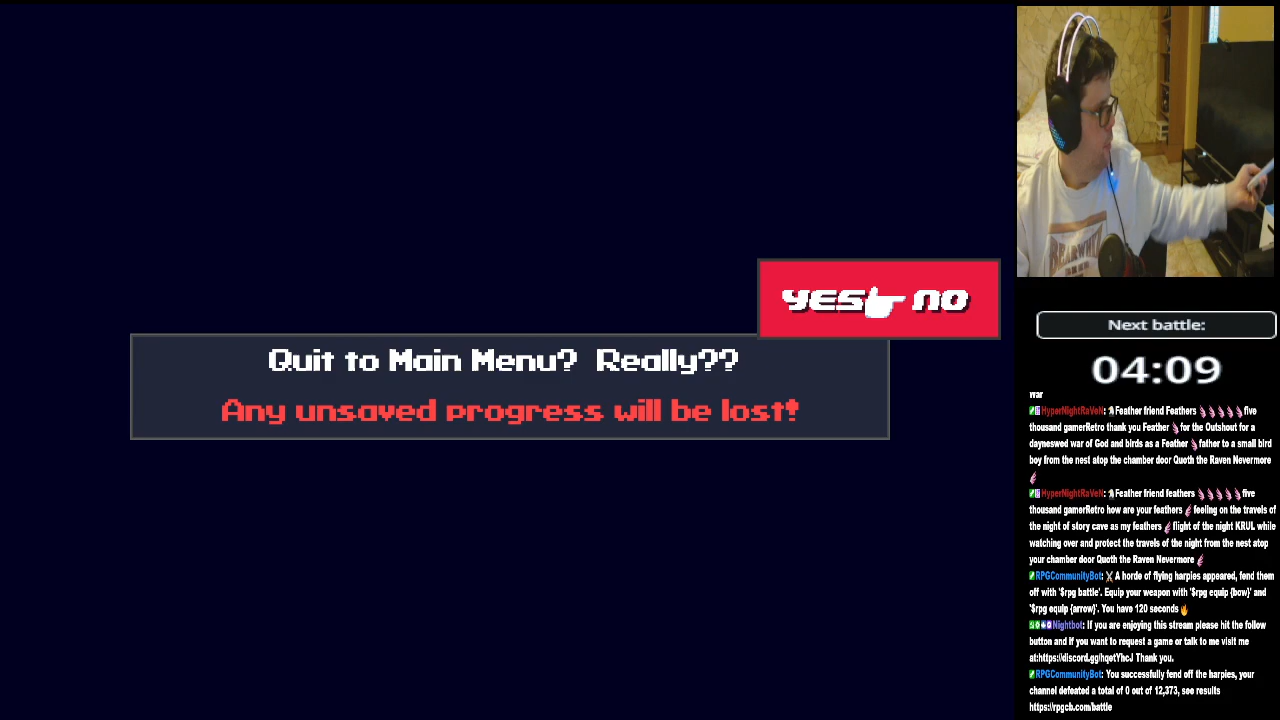 YES NO
Quit to Main Menu? Really??
Any unsaved progress will be lost!
Next battle:
04:09
war
HyperNightRaVeN: Feather friend Feathers five
thousand gamerRetro thank you Feather for the Outshout for a
dayneswed war of God and birds as a Feather father to a small bird
boy from the nest atop the chamber door Quoth the Raven Nevermore
HyperNightRaVeN: Feather friend feathers five
thousand gamerRetro how are your feathers feeling on the travels of
the night of story cave as my feathers flight of the night KRUL while
watching over and protect the travels of the night from the nest atop
your chamber door Quoth the Raven Nevermore
RPGCommunityBot: A horde of flying harpies appeared, fend them
off with '$rpg battle'. Equip your weapon with '$rpg equip {bow}' and
'$rpg equip {arrow}'. You have 120 seconds
Nightbot: If you are enjoying this stream please hit the follow
button and if you want to request a game or talk to me visit me
at:https://discord.gg/hqotYhcJ Thank you.
RPGCommunityBot: You successfully fend off the harpies, your
channel defeated a total of 0 out of 12,373, see results
https://rpgcb.com/battle